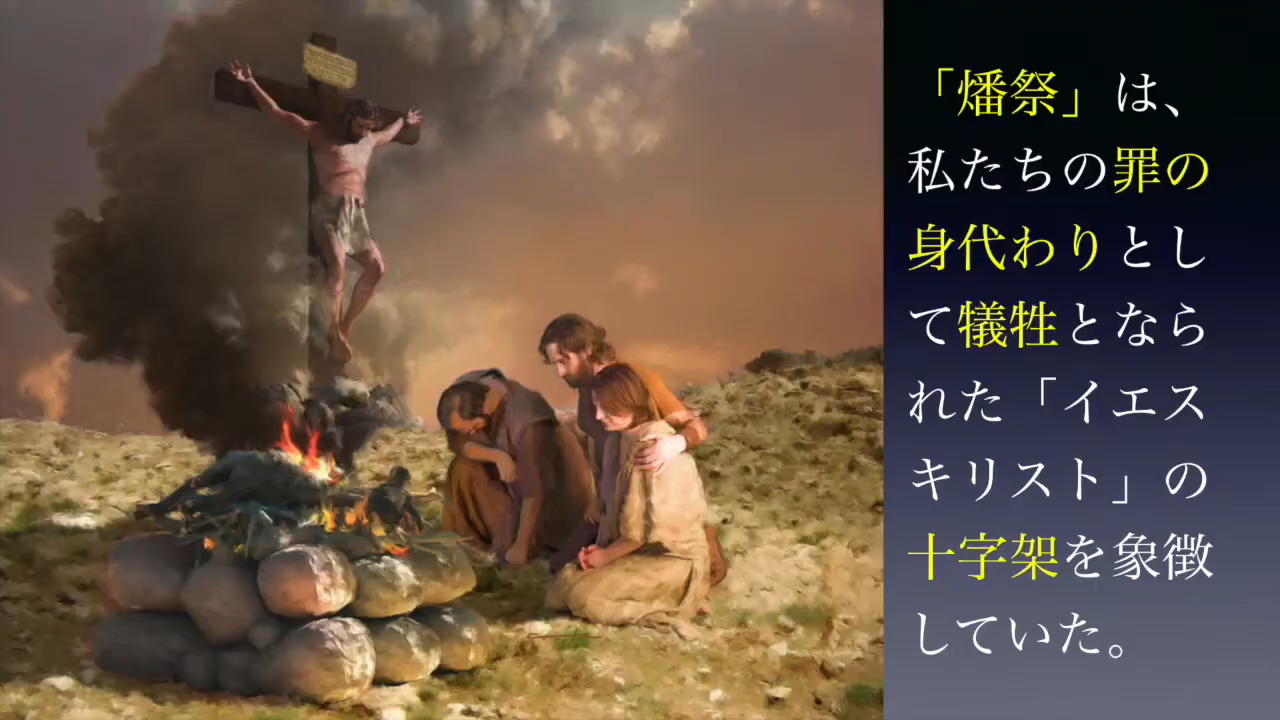 「燔祭」は、
私たちの罪の
身代わりとし
て犠牲となら
れた「イエス
キリスト」の
十字架を象徴
していた。